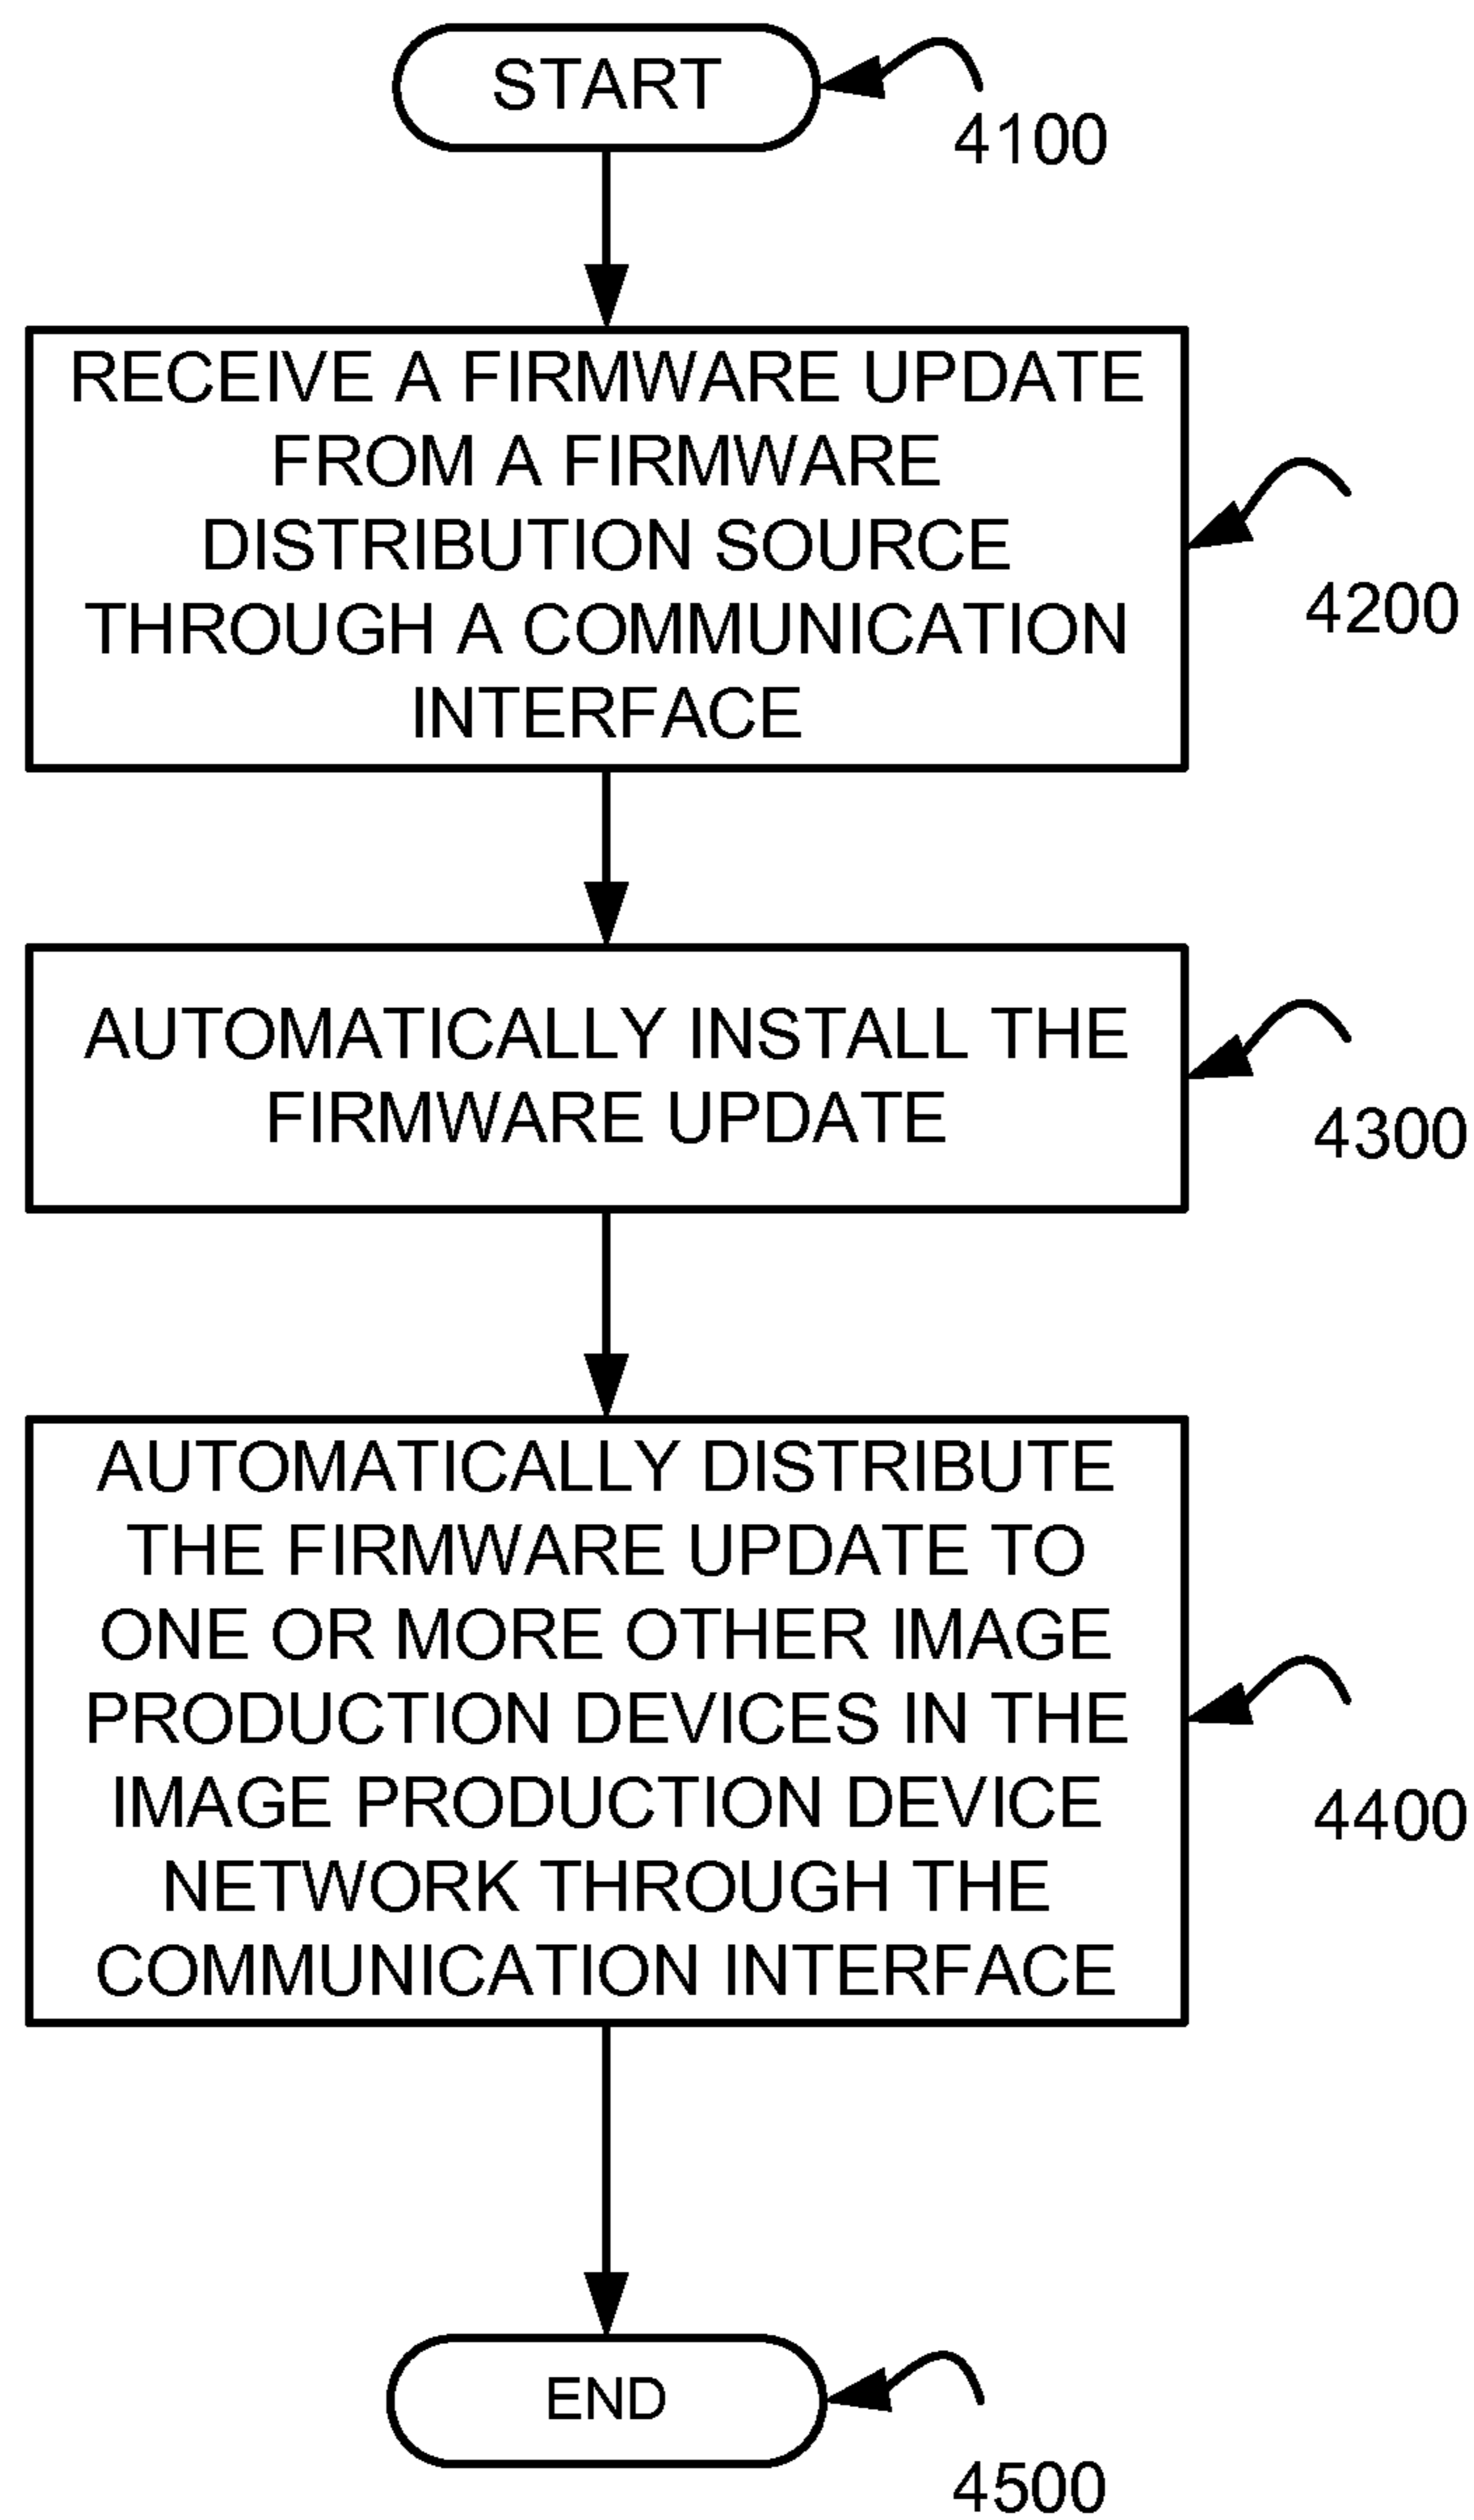 START
4100
RECEIVE A FIRMWARE UPDATE
FROM A FIRMWARE
DISTRIBUTION SOURCE
THROUGH A COMMUNICATION
INTERFACE
4200
AUTOMATICALLY INSTALL THE
FIRMWARE UPDATE
4300
AUTOMATICALLY DISTRIBUTE
THE FIRMWARE UPDATE TO
ONE OR MORE OTHER IMAGE
PRODUCTION DEVICES IN THE
IMAGE PRODUCTION DEVICE
NETWORK THROUGH THE
COMMUNICATION INTERFACE
4400
END
4500